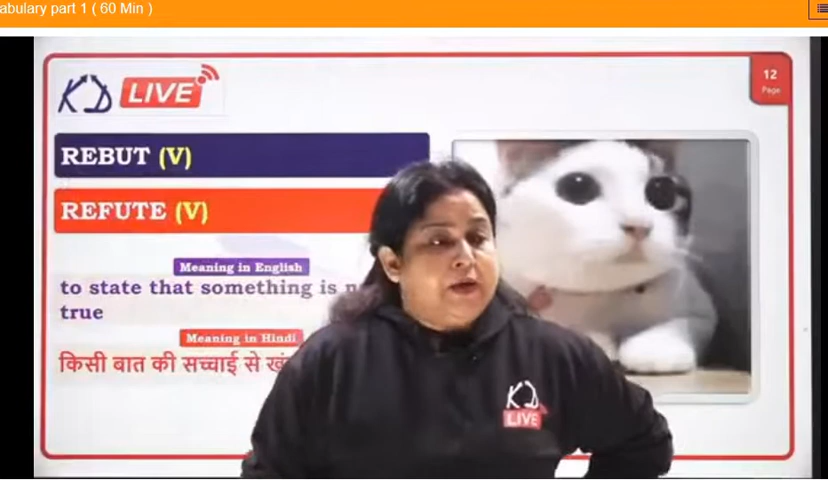 abulary part 1 ( 60 Min )
KD LIVE
12
Page
REBUT (V)
REFUTE (V)
Meaning in English
to state that something is
true
Meaning in Hindi
किसी बात की सच्चाई से
KD
LIVE